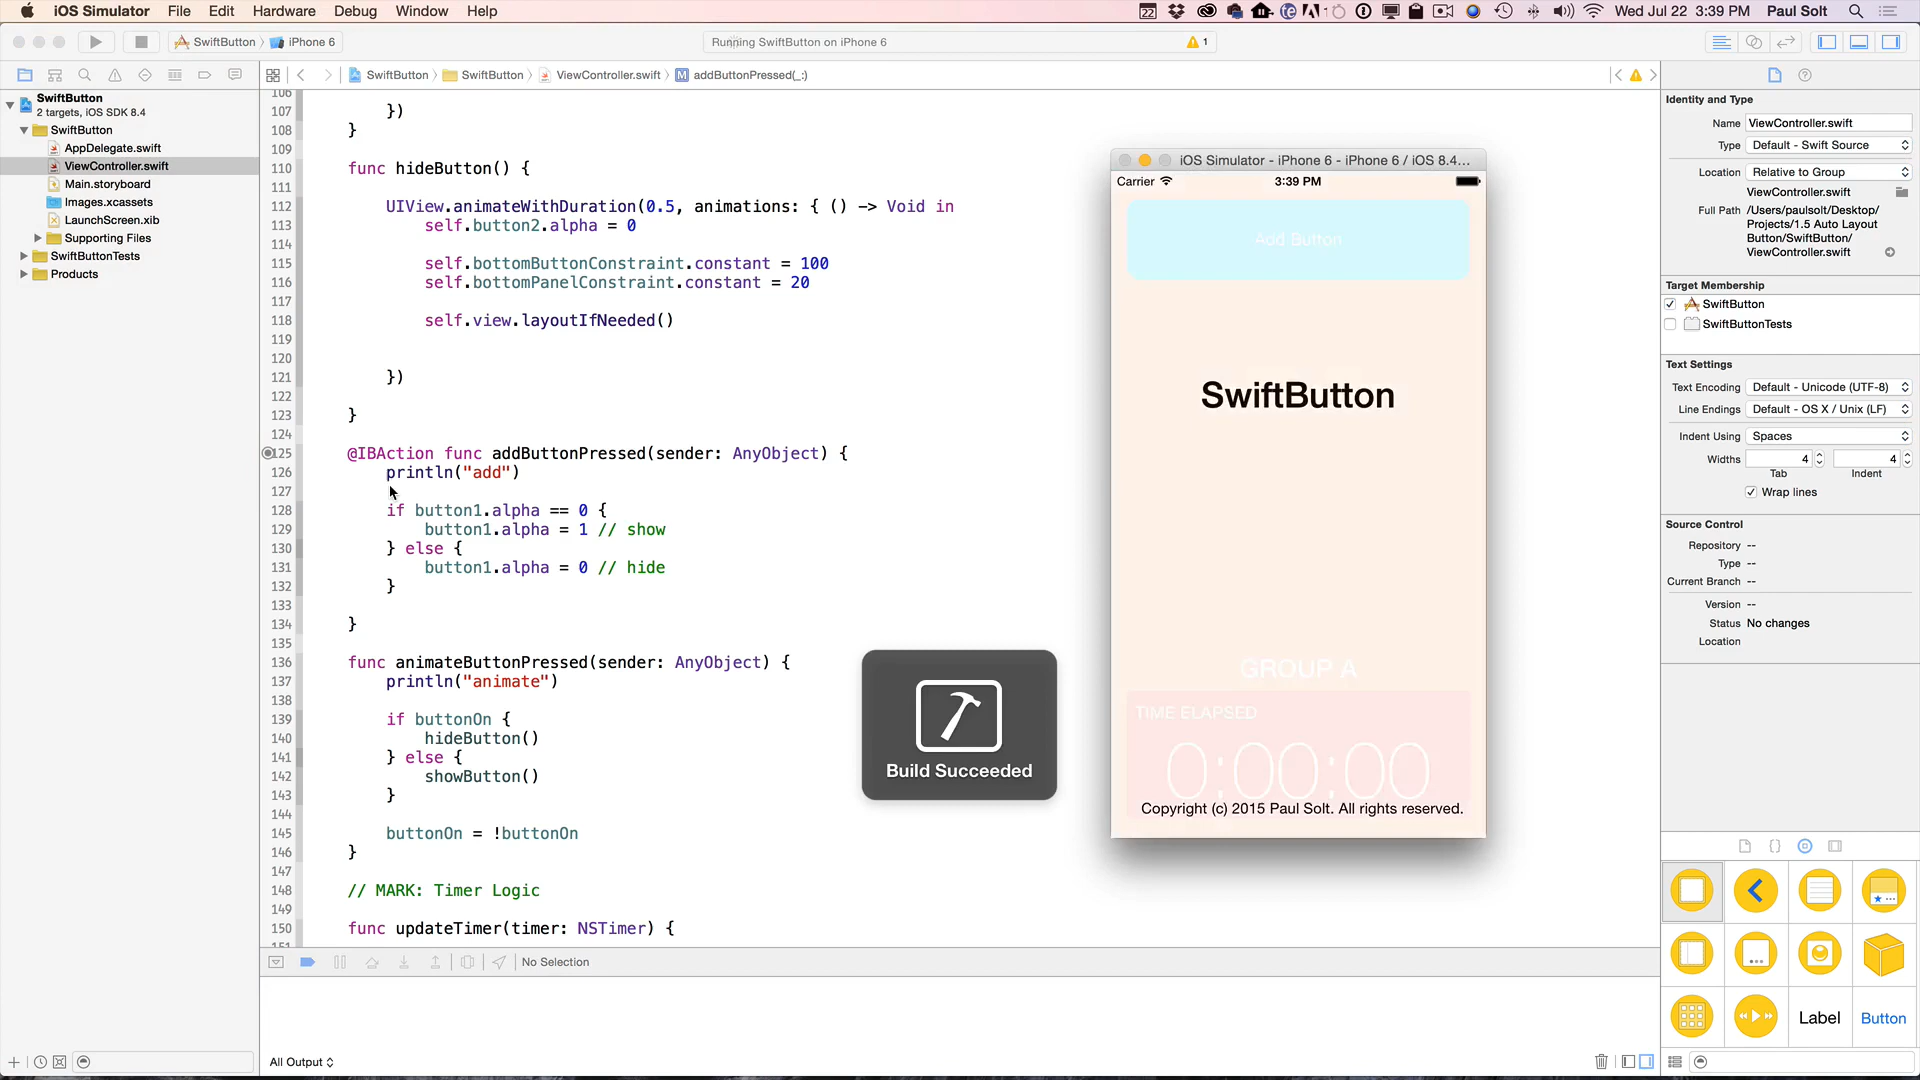 iOS Simulator File Edit Hardware Debug Window Help
22 Wed Jul 22 3:39 PM Paul Solt
SwiftButton iPhone 6
Running SwiftButton on iPhone 6
1
SwiftButton SwiftButton ViewController.swift M addButtonPressed(_:)
SwiftButton
2 targets, iOS SDK 8.4
SwiftButton
AppDelegate.swift
ViewController.swift
Main.storyboard
Images.xcassets
LaunchScreen.xib
Supporting Files
SwiftButtonTests
Products
106
107 })
108 }
109
110 func hideButton() {
111
112 UIView.animateWithDuration(0.5, animations: { () -> Void in
113 self.button2.alpha = 0
114
115 self.bottomButtonConstraint.constant = 100
116 self.bottomPanelConstraint.constant = 20
117
118 self.view.layoutIfNeeded()
119
120
121 })
122
123 }
124
125 @IBAction func addButtonPressed(sender: AnyObject) {
126 println("add")
127
128 if button1.alpha == 0 {
129 button1.alpha = 1 // show
130 } else {
131 button1.alpha = 0 // hide
132 }
133
134 }
135
136 func animateButtonPressed(sender: AnyObject) {
137 println("animate")
138
139 if buttonOn {
140 hideButton()
141 } else {
142 showButton()
143 }
144
145 buttonOn = !buttonOn
146 }
147
148 // MARK: Timer Logic
149
150 func updateTimer(timer: NSTimer) {
151
Build Succeeded
iOS Simulator - iPhone 6 - iPhone 6 / iOS 8.4...
Carrier 3:39 PM
Add Button
SwiftButton
GROUP A
TIME ELAPSED
0:00:00
Copyright (c) 2015 Paul Solt. All rights reserved.
No Selection
All Output
Identity and Type
Name ViewController.swift
Type Default - Swift Source
Location Relative to Group
ViewController.swift
Full Path /Users/paulsolt/Desktop/
Projects/1.5 Auto Layout
Button/SwiftButton/
ViewController.swift
Target Membership
SwiftButton
SwiftButtonTests
Text Settings
Text Encoding Default - Unicode (UTF-8)
Line Endings Default - OS X / Unix (LF)
Indent Using Spaces
Widths 4 4
Tab Indent
Wrap lines
Source Control
Repository --
Type --
Current Branch --
Version --
Status No changes
Location
Label Button